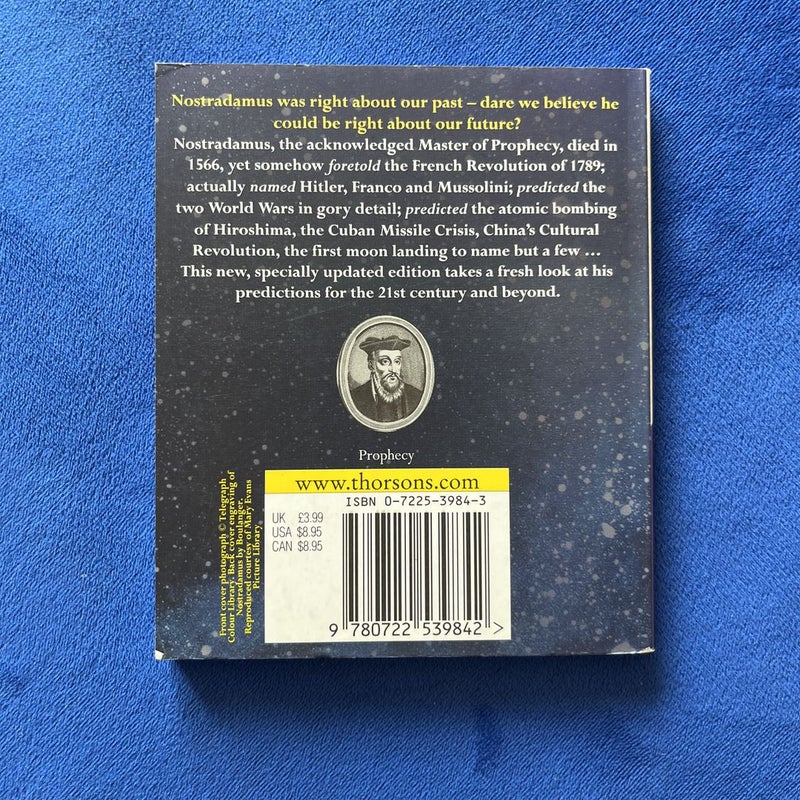 Nostradamus was right about our past – dare we believe he
could be right about our future?
Nostradamus, the acknowledged Master of Prophecy, died in
1566, yet somehow foretold the French Revolution of 1789;
actually named Hitler, Franco and Mussolini; predicted the
two World Wars in gory detail; predicted the atomic bombing
of Hiroshima, the Cuban Missile Crisis, China's Cultural
Revolution, the first moon landing to name but a few ...
This new, specially updated edition takes a fresh look at his
predictions for the 21st century and beyond.
Prophecy
www.thorsons.com
ISBN 0-7225-3984-3
UK £3.99
USA $8.95
CAN $8.95
9 780722 539842 >
Front cover photograph © Telegraph
Colour Library. Back cover engraving of
Nostradamus by Boulanger.
Reproduced courtesy of Mary Evans
Picture Library